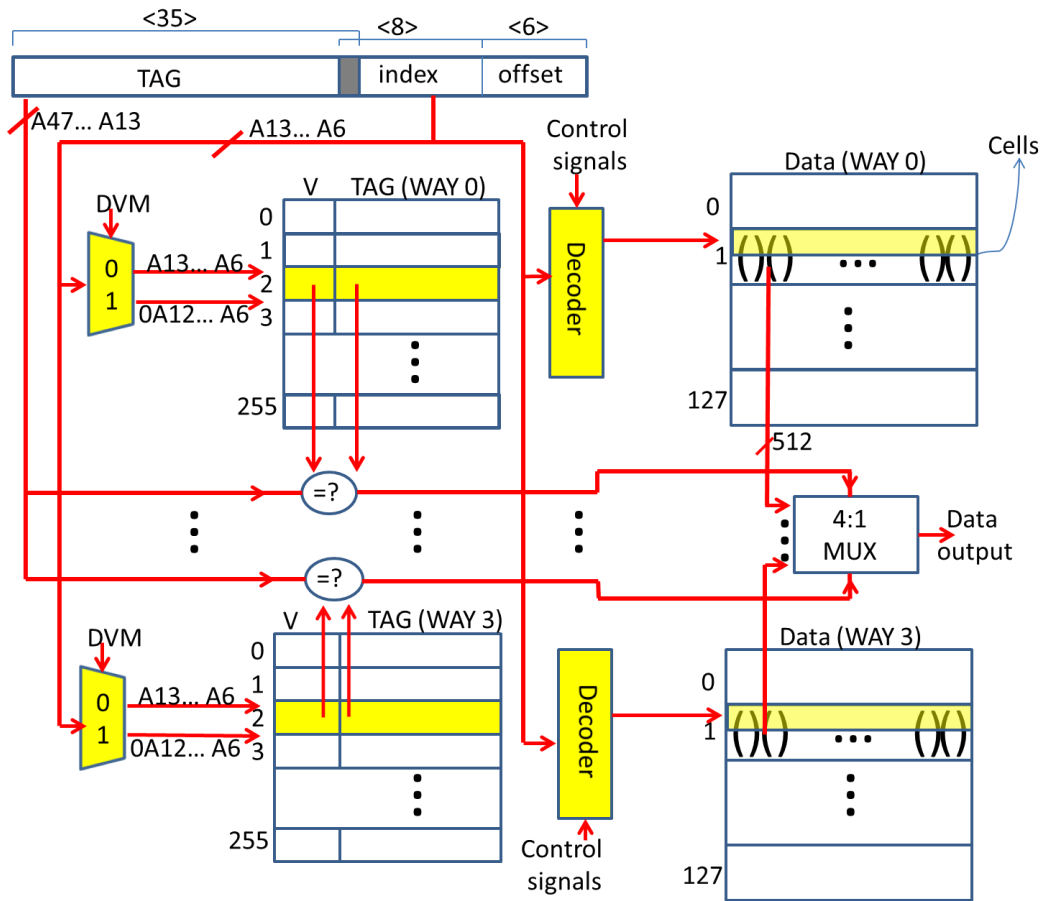 <35>
<8>
<6>
TAG
index
offset
A47... A13
A13... A6
Control
signals
Cells
DVM
V
TAG (WAY 0)
Data (WAY 0)
0
1
2
3
255
0
1
A13... A6
0A12... A6
Decoder
0
1
( )( ) ... ( )( )
127
512
=?
4:1
MUX
Data
output
=?
DVM
V
TAG (WAY 3)
Data (WAY 3)
0
1
2
3
255
0
1
A13... A6
0A12... A6
Decoder
0
1
( )( ) ... ( )( )
127
Control
signals